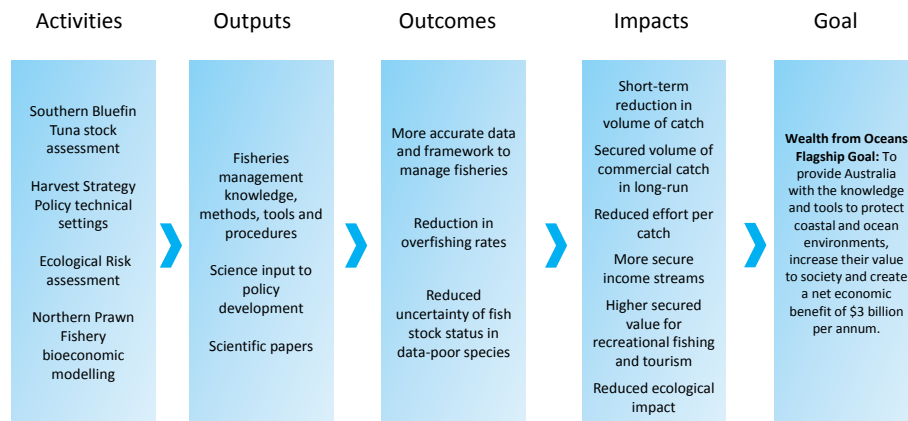 Activities
Southern Bluefin
Tuna stock
assessment
Harvest Strategy
Policy technical
settings
Ecological Risk
assessment
Northern Prawn
Fishery
bioeconomic
modelling
Outputs
Fisheries
management
knowledge,
methods, tools and
procedures
Science input to
policy
development
Scientific papers
Outcomes
More accurate data
and framework to
manage fisheries
Reduction in
overfishing rates
Reduced
uncertainty of fish
stock status in
data-poor species
Impacts
Short-term
reduction in
volume of catch
Secured volume of
commercial catch
in long-run
Reduced effort per
catch
More secure
income streams
Higher secured
value for
recreational fishing
and tourism
Reduced ecological
impact
Goal
Wealth from Oceans
Flagship Goal: To
provide Australia
with the knowledge
and tools to protect
coastal and ocean
environments,
increase their value
to society and create
a net economic
benefit of $3 billion
per annum.